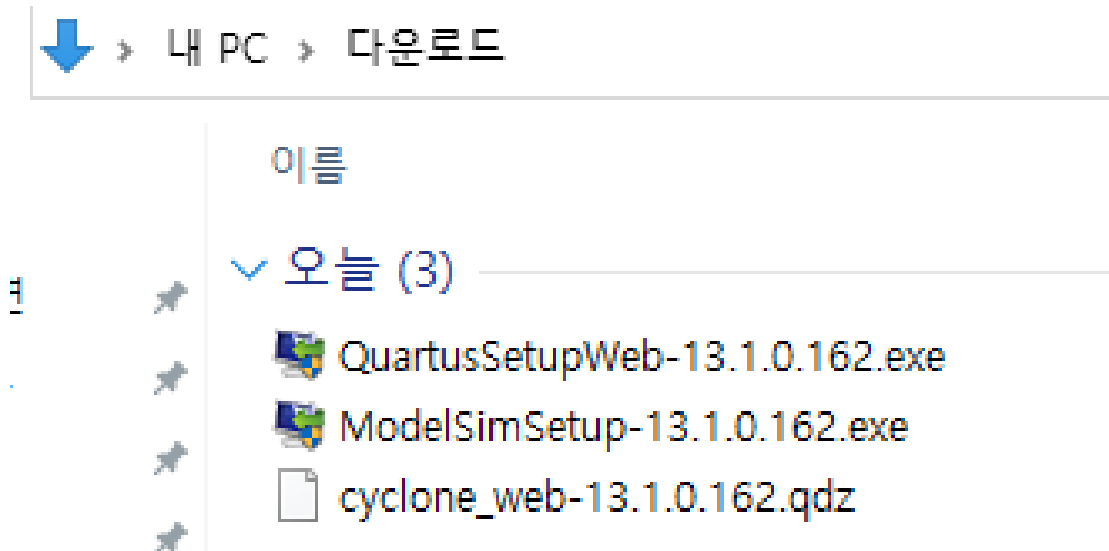 › 내 PC › 다운로드
이름
오늘 (3)
QuartusSetupWeb-13.1.0.162.exe
ModelSimSetup-13.1.0.162.exe
cyclone_web-13.1.0.162.qdz